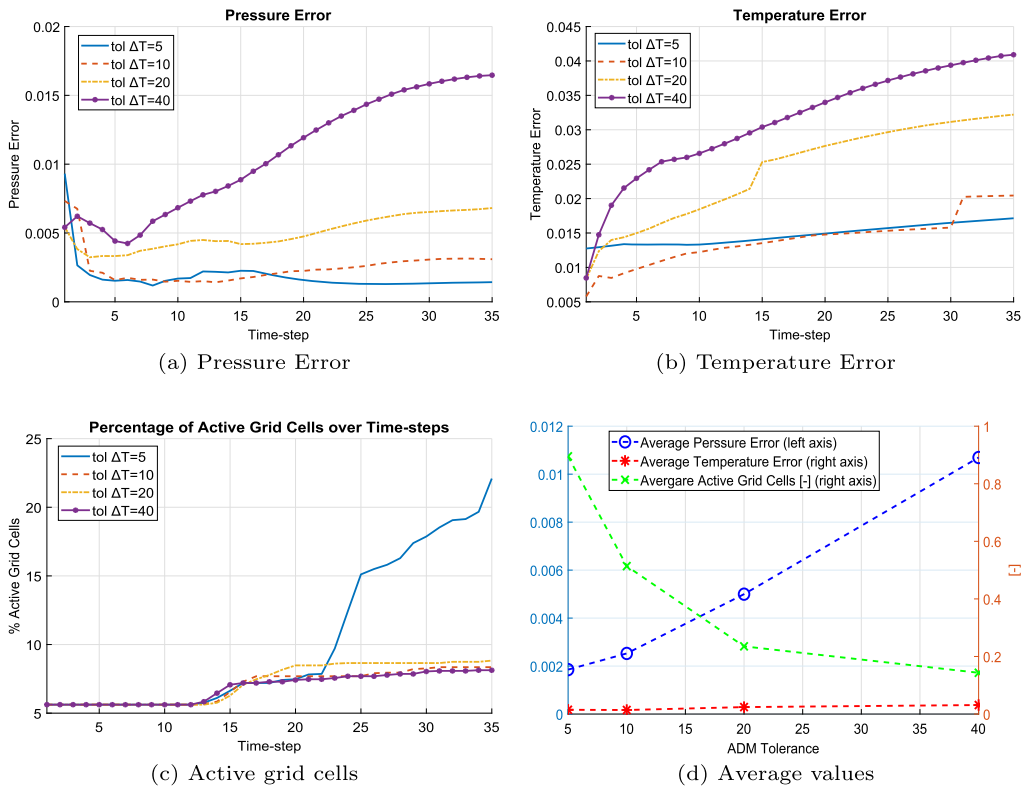 Pressure Error
0.02
0.015
0.01
0.005
0
Pressure Error
tol ΔT=5
tol ΔT=10
tol ΔT=20
tol ΔT=40
5 10 15 20 25 30 35
Time-step
(a) Pressure Error
Temperature Error
0.045
0.04
0.035
0.03
0.025
0.02
0.015
0.01
0.005
Temperature Error
tol ΔT=5
tol ΔT=10
tol ΔT=20
tol ΔT=40
5 10 15 20 25 30 35
Time-step
(b) Temperature Error
Percentage of Active Grid Cells over Time-steps
25
20
15
10
5
% Active Grid Cells
tol ΔT=5
tol ΔT=10
tol ΔT=20
tol ΔT=40
5 10 15 20 25 30 35
Time-step
(c) Active grid cells
0.012
0.01
0.008
0.006
0.004
0.002
0
Average Perssure Error (left axis)
Average Temperature Error (right axis)
Avergare Active Grid Cells [-] (right axis)
1
0.8
0.6
0.4
0.2
0
[-]
5 10 15 20 25 30 35 40
ADM Tolerance
(d) Average values